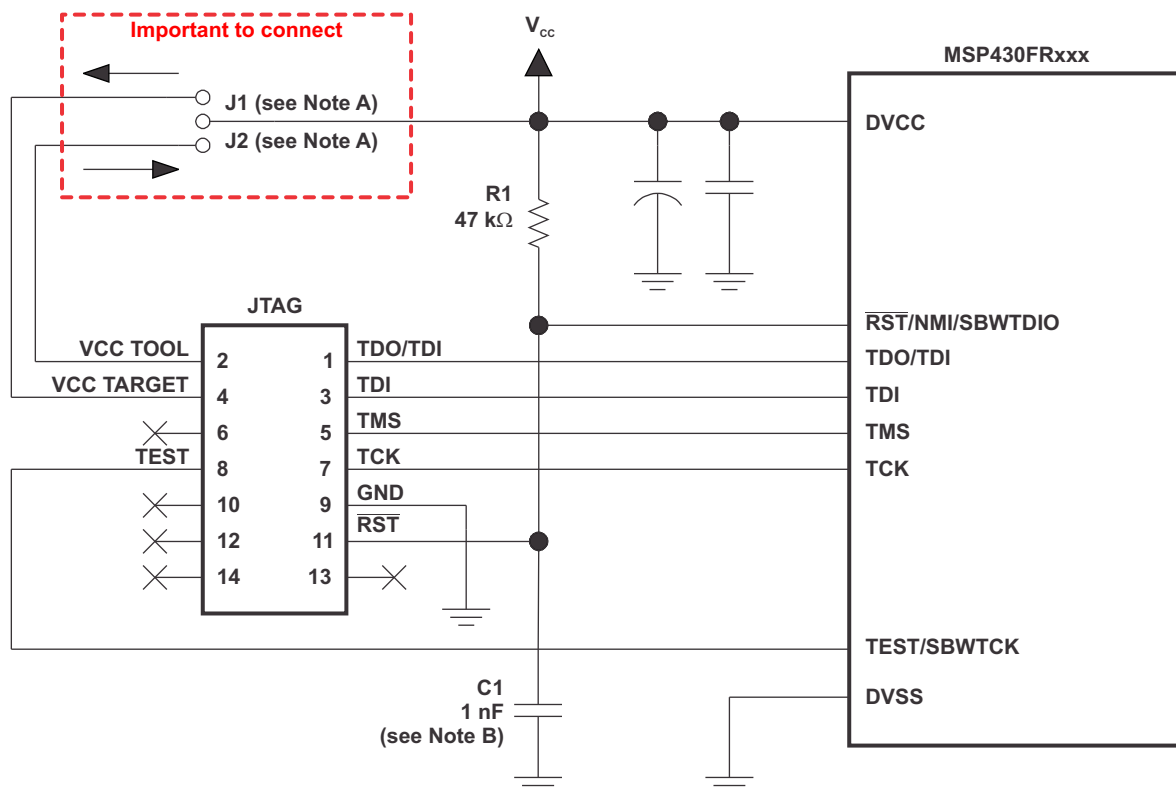 Important to connect
J1 (see Note A)
J2 (see Note A)
Vcc
R1
47 kΩ
MSP430FRxxx
DVCC
RST/NMI/SBWTDIO
TDO/TDI
TDI
TMS
TCK
TEST/SBWTCK
DVSS
JTAG
VCC TOOL 2 1 TDO/TDI
VCC TARGET 4 3 TDI
6 5 TMS
TEST 8 7 TCK
10 9 GND
12 11 RST
14 13
C1
1 nF
(see Note B)